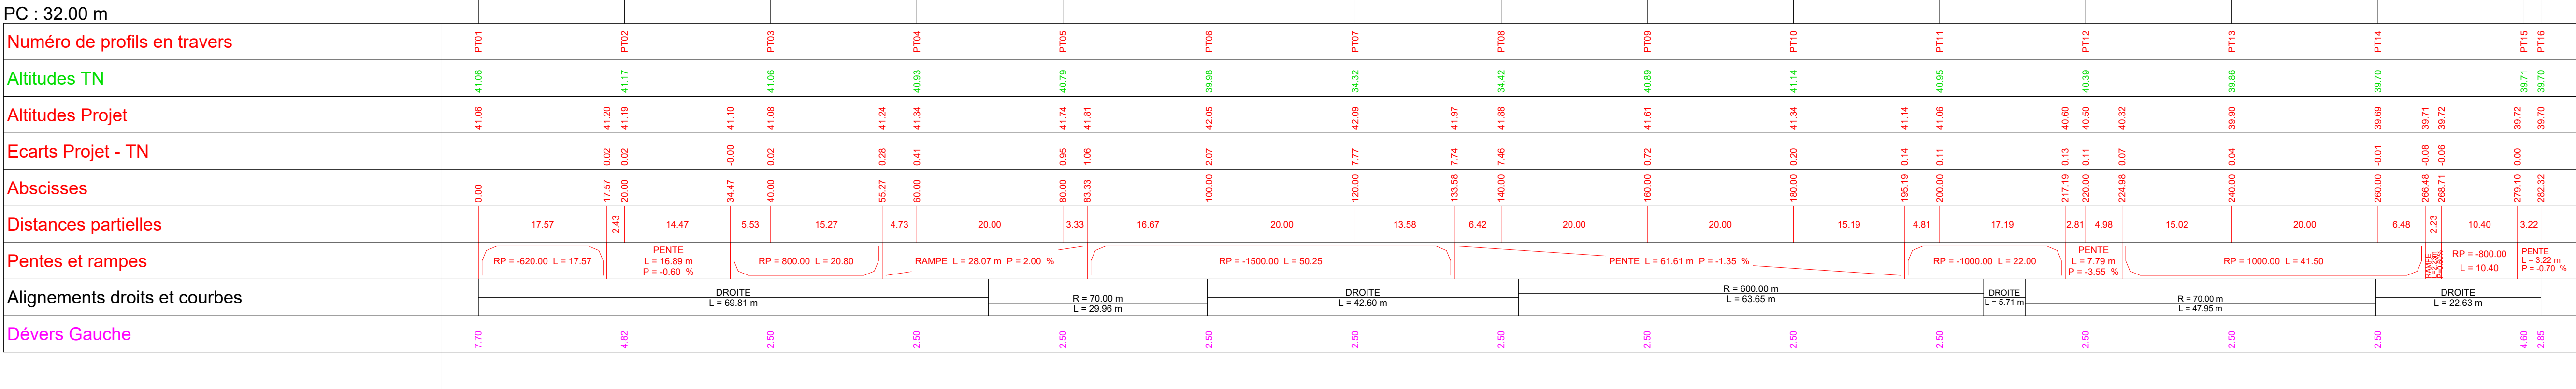 PC : 32.00 m
Numéro de profils en travers PT01 PT02 PT03 PT04 PT05 PT06 PT07 PT08 PT09 PT10 PT11 PT12 PT13 PT14 PT15 PT16
Altitudes TN 41.06 41.17 41.06 40.93 40.79 39.98 34.32 34.42 40.89 41.14 40.95 40.39 39.86 39.70 39.71 39.70
Altitudes Projet 41.06 41.20 41.19 41.10 41.08 41.24 41.34 41.74 41.81 42.05 42.09 41.97 41.88 41.61 41.34 41.14 41.06 40.60 40.50 40.32 39.90 39.69 39.71 39.72 39.72 39.70
Ecarts Projet - TN 0.02 0.02 -0.00 0.02 0.28 0.41 0.95 1.06 2.07 7.77 7.74 7.46 0.72 0.20 0.14 0.11 0.13 0.11 0.07 0.04 -0.01 -0.08 -0.06 0.00
Abscisses 0.00 17.57 20.00 34.47 40.00 55.27 60.00 80.00 83.33 100.00 120.00 133.58 140.00 160.00 180.00 195.19 200.00 217.19 220.00 224.98 240.00 260.00 266.48 268.71 279.10 282.32
Distances partielles 17.57 2.43 14.47 5.53 15.27 4.73 20.00 3.33 16.67 20.00 13.58 6.42 20.00 20.00 15.19 4.81 17.19 2.81 4.98 15.02 20.00 6.48 2.23 10.40 3.22
Pentes et rampes
RP = -620.00 L = 17.57
PENTE
L = 16.89 m
P = -0.60 %
RP = 800.00 L = 20.80
RAMPE L = 28.07 m P = 2.00 %
RP = -1500.00 L = 50.25
PENTE L = 61.61 m P = -1.35 %
RP = -1000.00 L = 22.00
PENTE
L = 7.79 m
P = -3.55 %
RP = 1000.00 L = 41.50
RAMPE
RP = -800.00
L = 10.40
PENTE
L = 3.22 m
P = -0.70 %
Alignements droits et courbes
DROITE
L = 69.81 m
R = 70.00 m
L = 29.96 m
DROITE
L = 42.60 m
R = 600.00 m
L = 63.65 m
DROITE
L = 5.71 m
R = 70.00 m
L = 47.95 m
DROITE
L = 22.63 m
Dévers Gauche 7.70 4.82 2.50 2.50 2.50 2.50 2.50 2.50 2.50 2.50 2.50 2.50 2.50 2.50 4.60 2.85